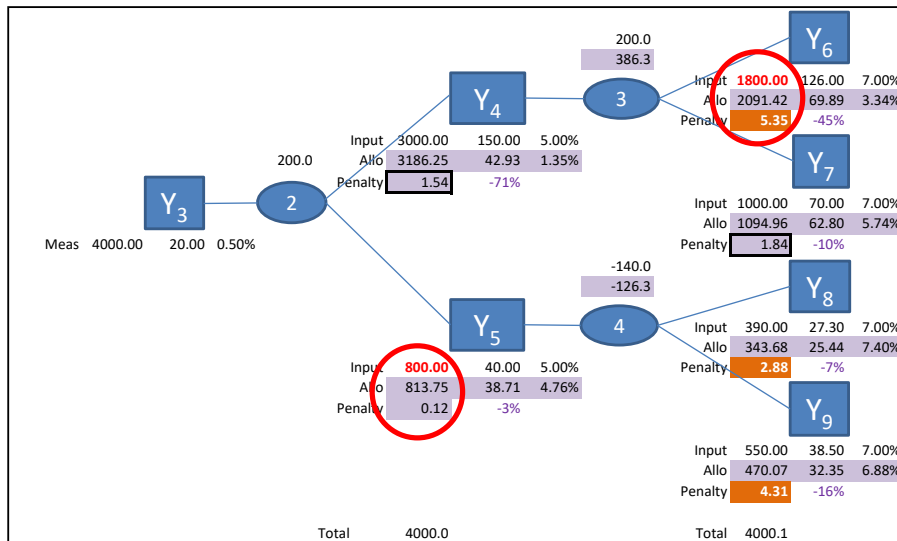 200.0
386.3
Y6
Input 1800.00 126.00 7.00%
Allo 2091.42 69.89 3.34%
Penalty 5.35 -45%
Y4
3
Input 3000.00 150.00 5.00%
Allo 3186.25 42.93 1.35%
Penalty 1.54 -71%
Y7
Input 1000.00 70.00 7.00%
Allo 1094.96 62.80 5.74%
Penalty 1.84 -10%
200.0
Y3
2
Meas 4000.00 20.00 0.50%
-140.0
-126.3
Y8
Y5
4
Input 390.00 27.30 7.00%
Allo 343.68 25.44 7.40%
Penalty 2.88 -7%
Input 800.00 40.00 5.00%
Allo 813.75 38.71 4.76%
Penalty 0.12 -3%
Y9
Input 550.00 38.50 7.00%
Allo 470.07 32.35 6.88%
Penalty 4.31 -16%
Total 4000.0
Total 4000.1